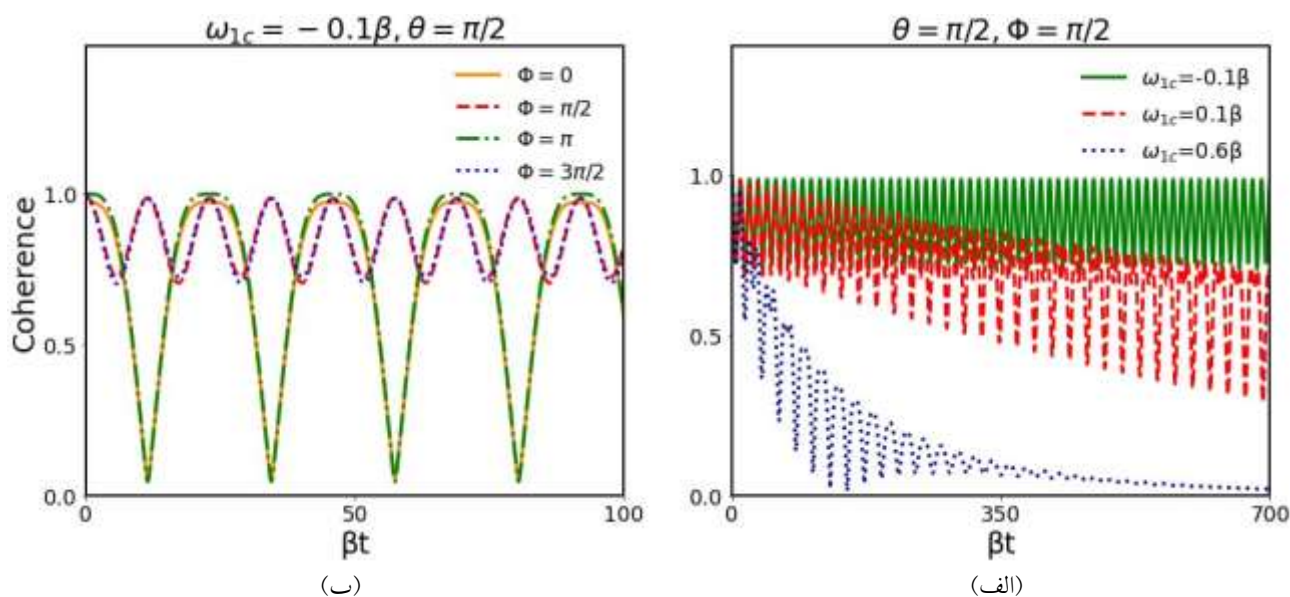 ω₁c = − 0.1β, θ = π/2
Φ = 0
Φ = π/2
Φ = π
Φ = 3π/2
Coherence
1.0
0.5
0.0
0
50
100
βt
(ب)
θ = π/2, Φ = π/2
ω₁c=-0.1β
ω₁c=0.1β
ω₁c=0.6β
1.0
0.5
0.0
0
350
700
βt
(الف)